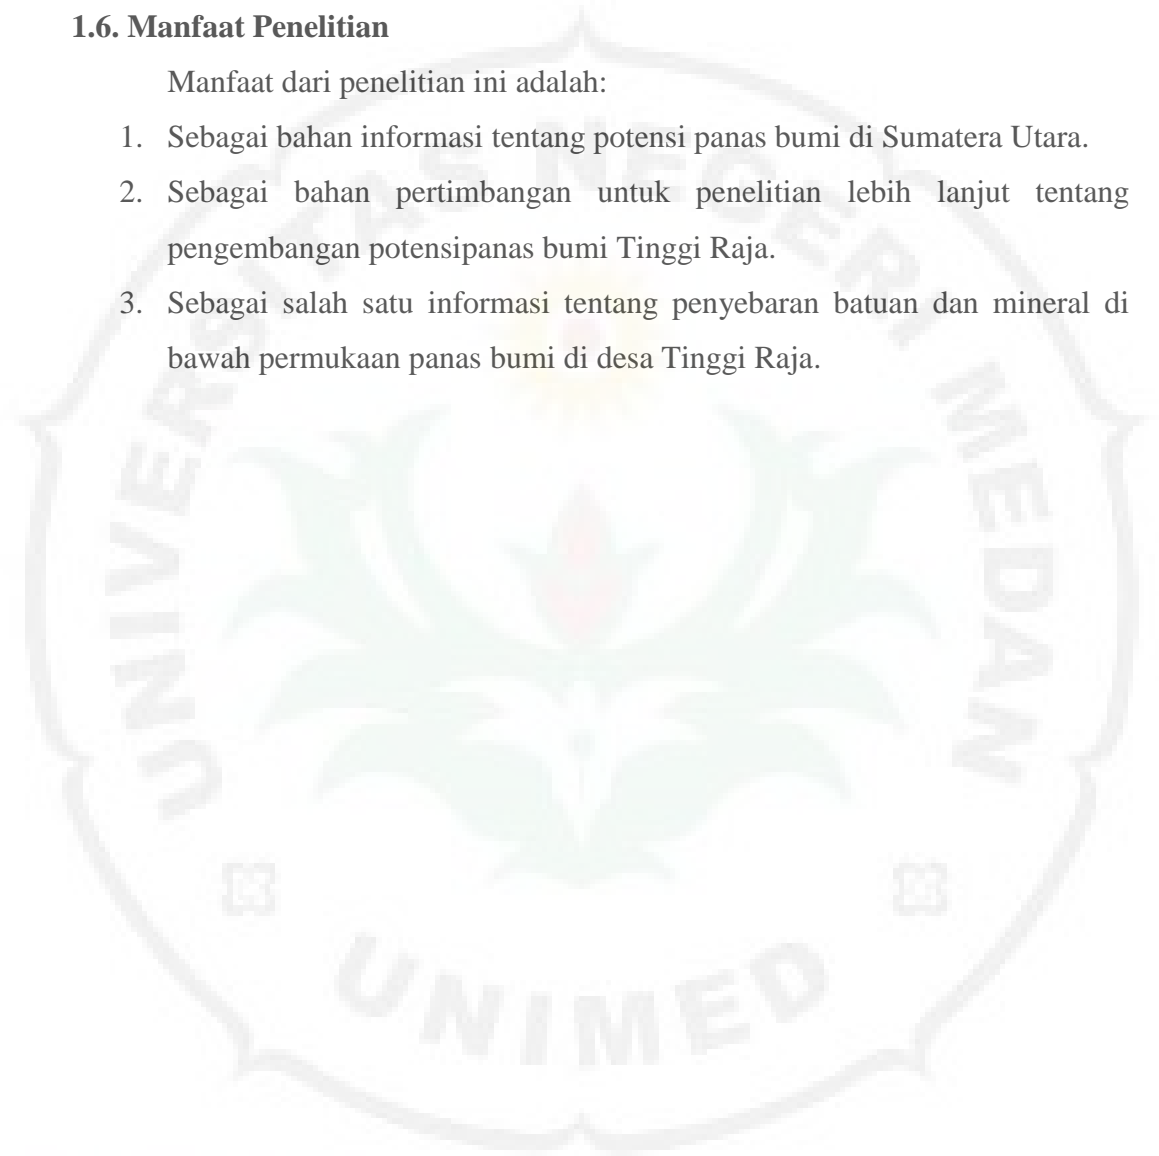 1.6. Manfaat Penelitian
Manfaat dari penelitian ini adalah:
1. Sebagai bahan informasi tentang potensi panas bumi di Sumatera Utara.
2. Sebagai bahan pertimbangan untuk penelitian lebih lanjut tentang
pengembangan potensipanas bumi Tinggi Raja.
3. Sebagai salah satu informasi tentang penyebaran batuan dan mineral di
bawah permukaan panas bumi di desa Tinggi Raja.
UNIVERSITAS NEGERI MEDAN
UNIMED